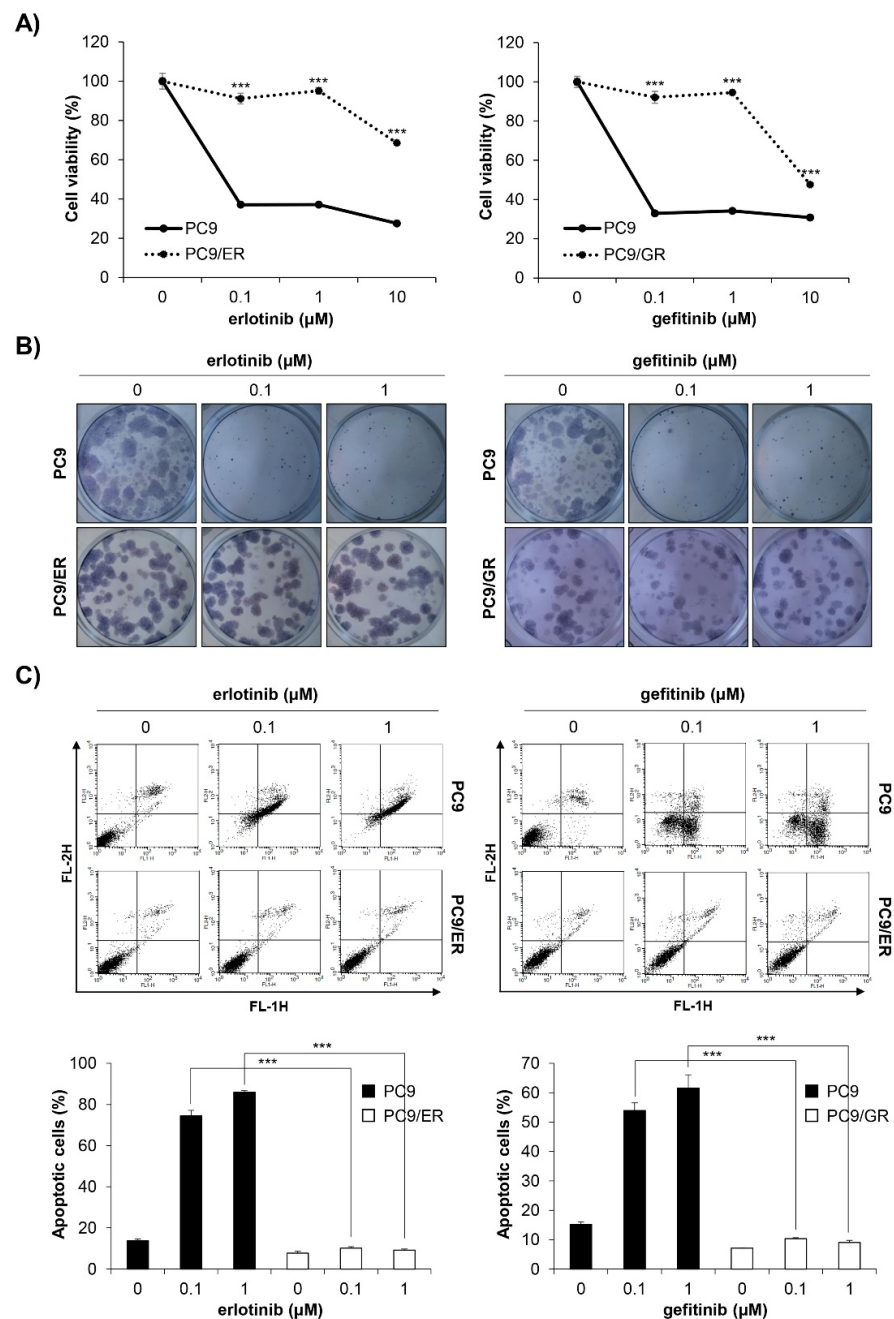 A)
120
100
80
60
40
20
0
Cell viability (%)
***
***
***
PC9
PC9/ER
0 0.1 1 10
erlotinib (µM)
120
100
80
60
40
20
0
Cell viability (%)
***
***
***
PC9
PC9/GR
0 0.1 1 10
gefitinib (µM)
B)
erlotinib (µM)
0 0.1 1
PC9
PC9/ER
gefitinib (µM)
0 0.1 1
PC9
PC9/GR
C)
erlotinib (µM)
0 0.1 1
PC9
PC9/ER
FL-2H
FL-1H
gefitinib (µM)
0 0.1 1
PC9
PC9/ER
FL-2H
FL-1H
100
80
60
40
20
0
Apoptotic cells (%)
***
***
PC9
PC9/ER
0 0.1 1 0 0.1 1
erlotinib (µM)
70
60
50
40
30
20
10
0
Apoptotic cells (%)
***
***
PC9
PC9/GR
0 0.1 1 0 0.1 1
gefitinib (µM)